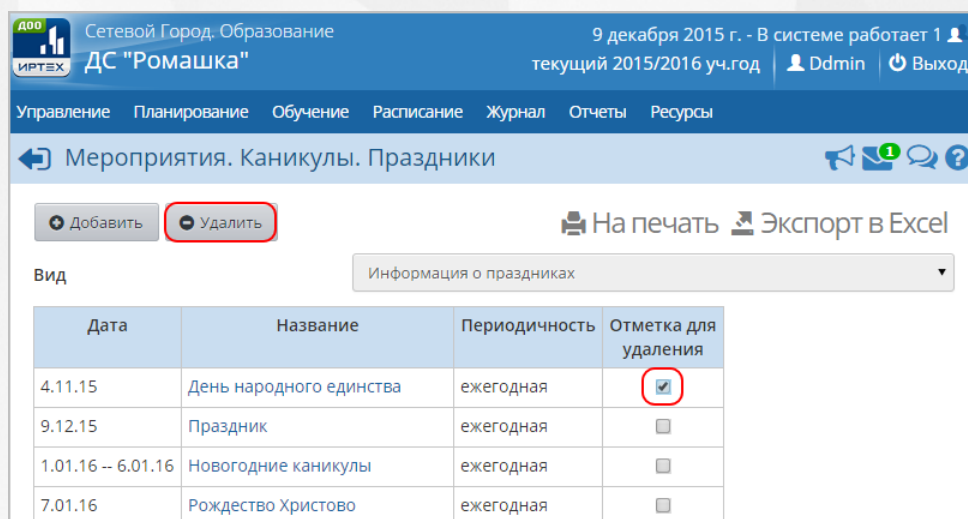 ДОО
ИРТЕХ
Сетевой Город. Образование
ДС "Ромашка"
9 декабря 2015 г. - В системе работает 1
текущий 2015/2016 уч.год Ddmin Выход
Управление Планирование Обучение Расписание Журнал Отчеты Ресурсы
Мероприятия. Каникулы. Праздники
1
Добавить Удалить На печать Экспорт в Excel
Вид Информация о праздниках
Дата Название Периодичность Отметка для
удаления
4.11.15 День народного единства ежегодная
9.12.15 Праздник ежегодная
1.01.16 -- 6.01.16 Новогодние каникулы ежегодная
7.01.16 Рождество Христово ежегодная